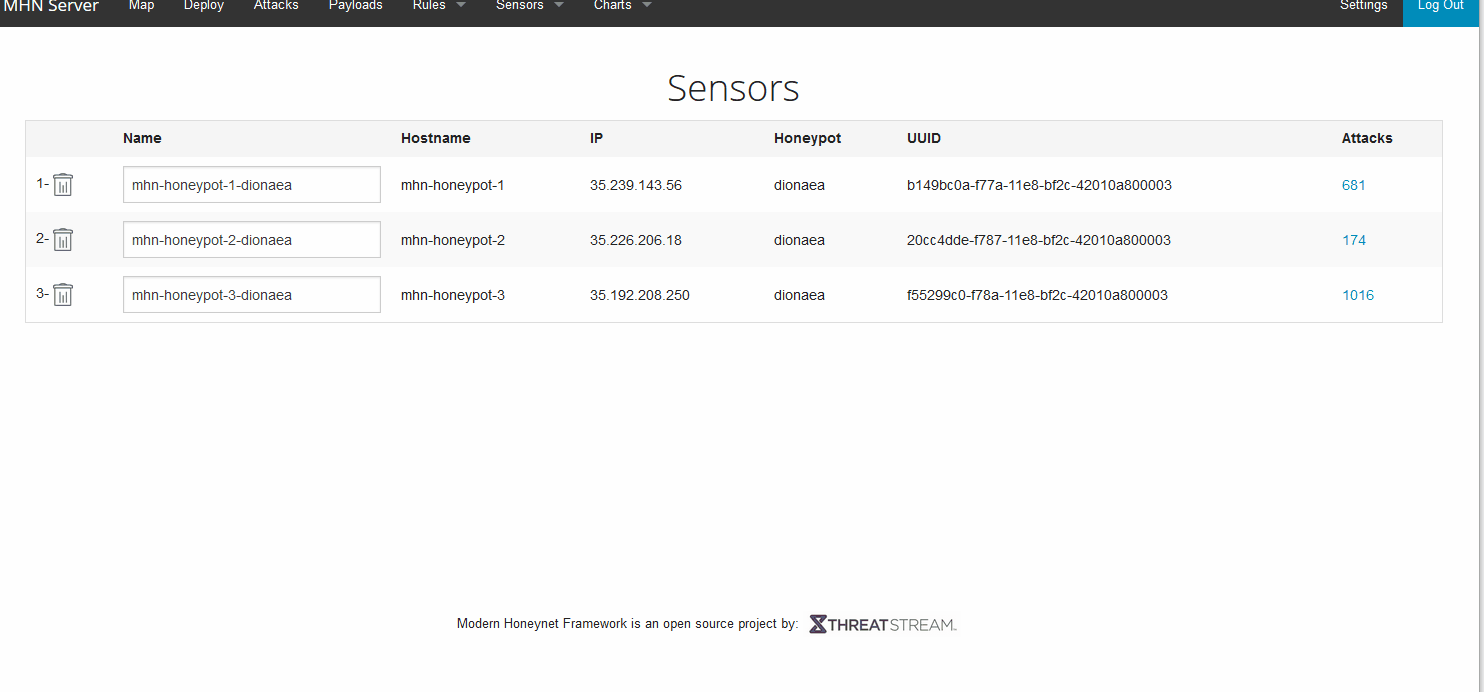 MHN Server Map Deploy Attacks Payloads Rules Sensors Charts Settings Log Out
Sensors
Name Hostname IP Honeypot UUID Attacks
1- mhn-honeypot-1-dionaea mhn-honeypot-1 35.239.143.56 dionaea b149bc0a-f77a-11e8-bf2c-42010a800003 681
2- mhn-honeypot-2-dionaea mhn-honeypot-2 35.226.206.18 dionaea 20cc4dde-f787-11e8-bf2c-42010a800003 174
3- mhn-honeypot-3-dionaea mhn-honeypot-3 35.192.208.250 dionaea f55299c0-f78a-11e8-bf2c-42010a800003 1016
Modern Honeynet Framework is an open source project by: THREATSTREAM